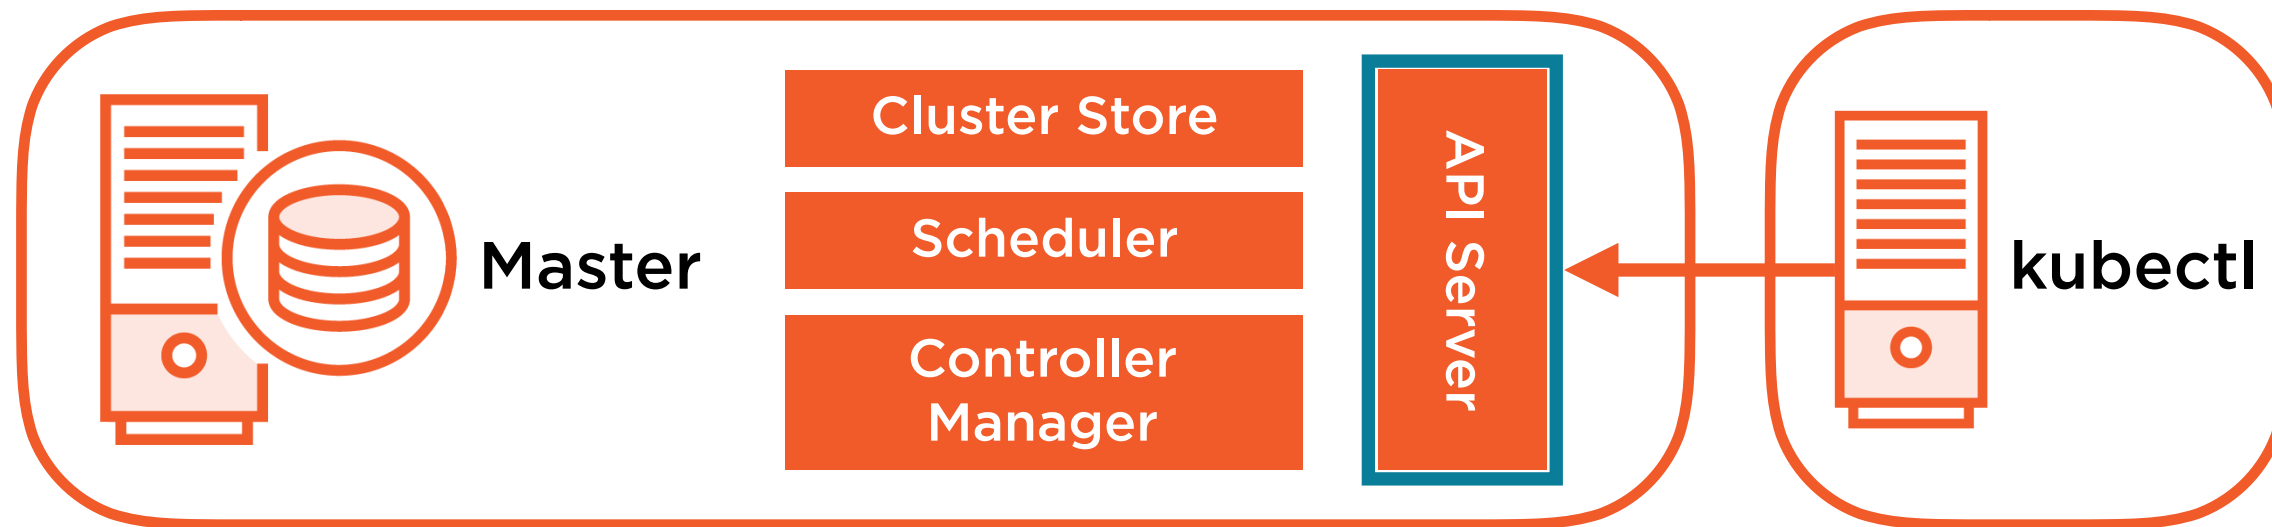 Master
Cluster Store
Scheduler
Controller
Manager
API Server
kubectl